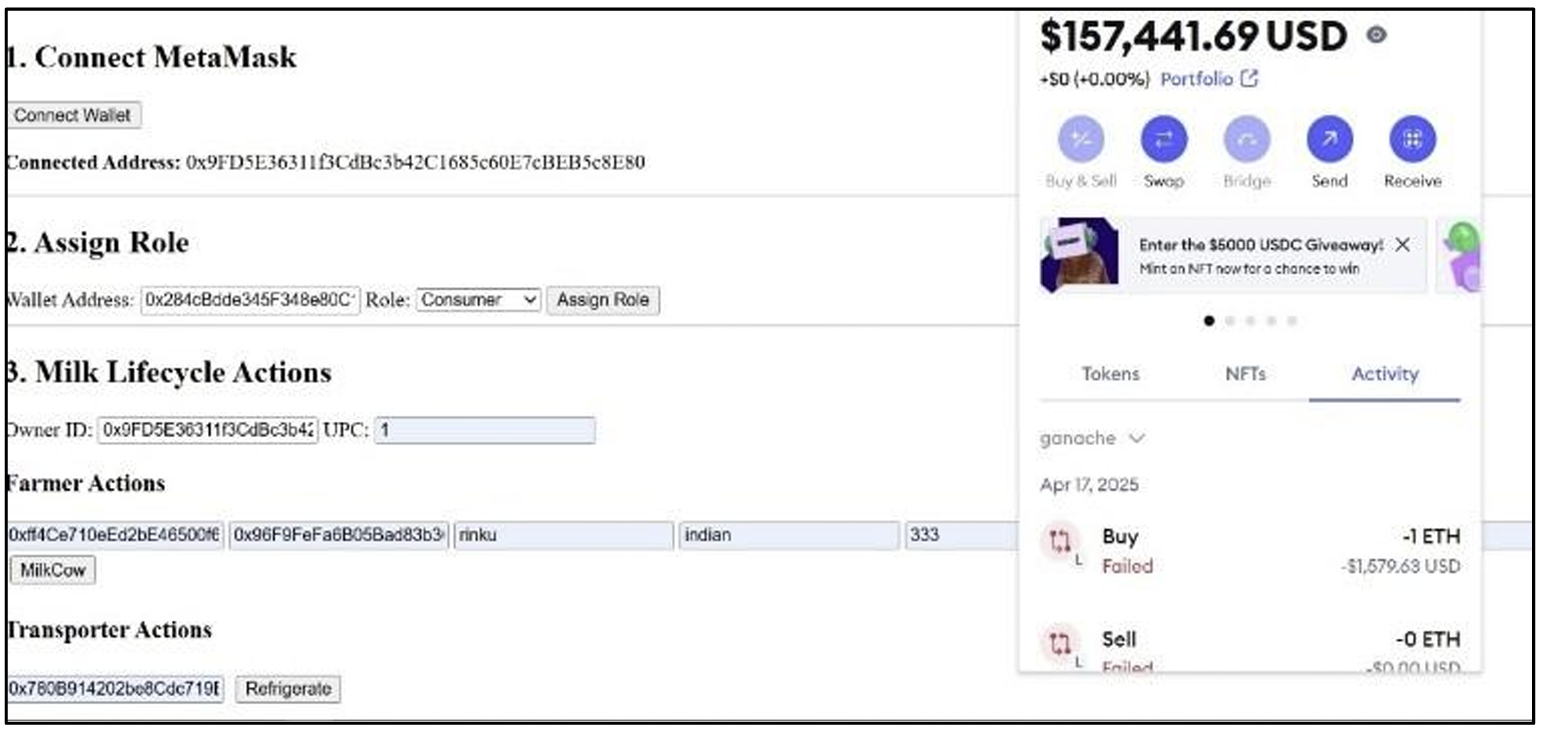 1. Connect MetaMask
Connect Wallet
Connected Address: 0x9FD5E36311f3CdBc3b42C1685c60E7cBEB5c8E80
2. Assign Role
Wallet Address: 0x284cBdde345F348e80C Role: Consumer Assign Role
3. Milk Lifecycle Actions
Owner ID: 0x9FD5E36311f3CdBc3b42 UPC: 1
Farmer Actions
0xff4Ce710eEd2bE46500f6 0x96F9FeFa6B05Bad83b3 rinku indian 333
MilkCow
Transporter Actions
0x780B914202be8Cdc719E Refrigerate
$157,441.69 USD
+$0 (+0.00%) Portfolio
Buy & Sell Swap Bridge Send Receive
Enter the $5000 USDC Giveaway!
Mint an NFT now for a chance to win
Tokens NFTs Activity
ganache
Apr 17, 2025
Buy -1 ETH
L Failed -$1,579.63 USD
Sell -0 ETH
L Failed -$0.00 USD